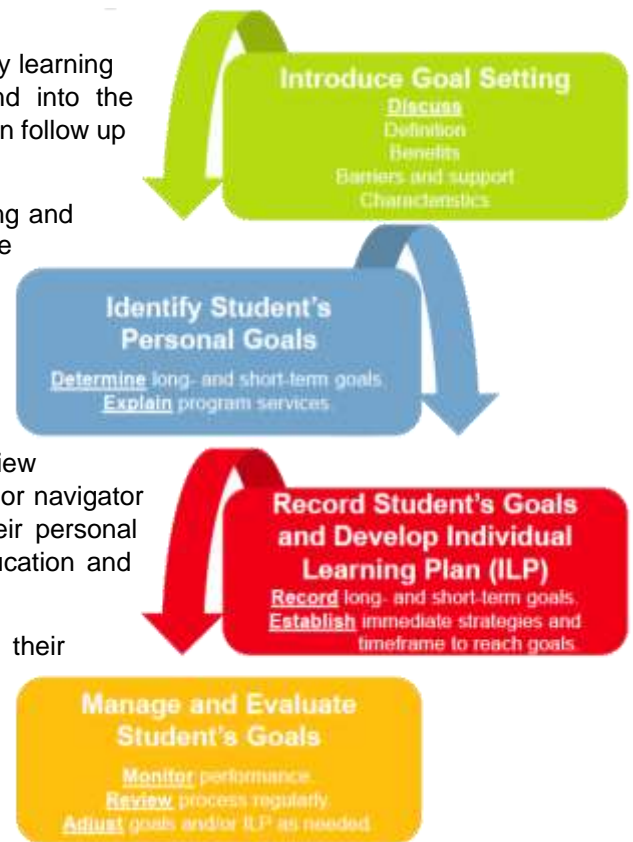 y learning
nd into the
n follow up
ng and
e
iew
or navigator
eir personal
ucation and
their
Introduce Goal Setting
Discuss
Definition
Benefits
Barriers and support
Characteristics
Identify Student's
Personal Goals
Determine long- and short-term goals.
Explain program services.
Record Student's Goals
and Develop Individual
Learning Plan (ILP)
Record long- and short-term goals.
Establish immediate strategies and
timeframe to reach goals.
Manage and Evaluate
Student's Goals
Monitor performance.
Review process regularly.
Adjust goals and/or ILP as needed.